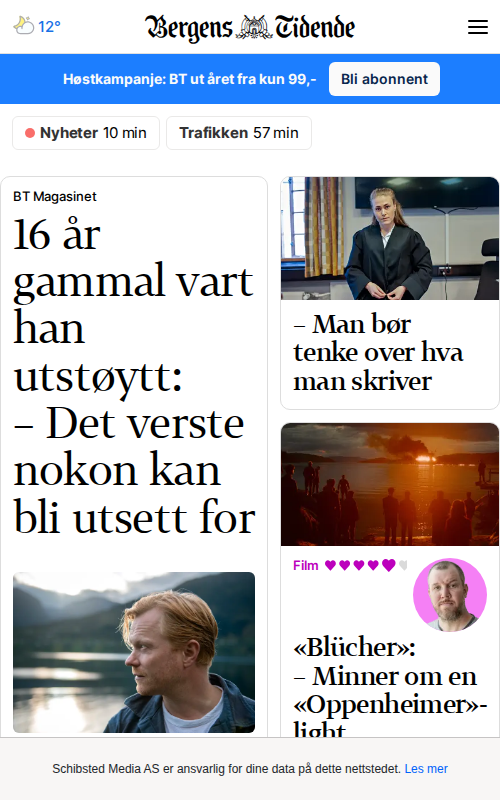 12°
Bergens Tidende
Høstkampanje: BT ut året fra kun 99,-
Bli abonnent
Nyheter 10 min
Trafikken 57 min
BT Magasinet
16 år
gammal vart
han
utstøytt:
– Det verste
nokon kan
bli utsett for
– Man bør
tenke over hva
man skriver
Film
«Blücher»:
– Minner om en
«Oppenheimer»-
light
Schibsted Media AS er ansvarlig for dine data på dette nettstedet. Les mer